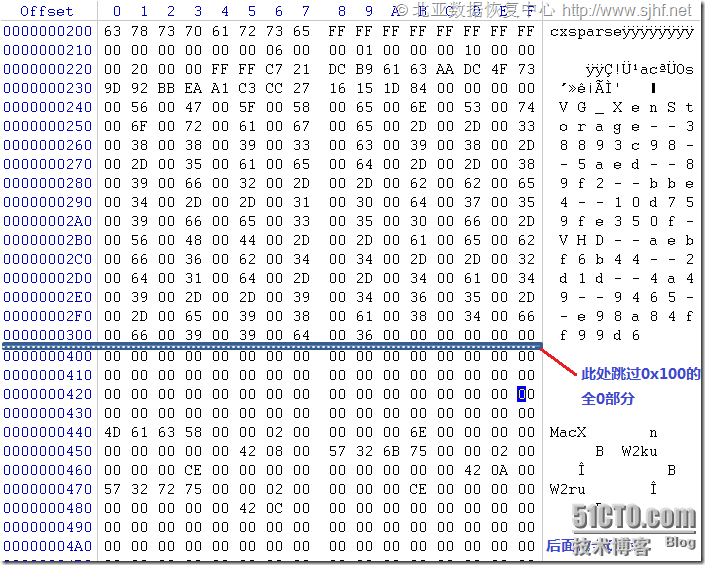 © 北亚数据恢复中心 http://www.sjhf.net
Offset 0 1 2 3 4 5 6 7 8 9 A B C D E F
0000000200 63 78 73 70 61 72 73 65 FF FF FF FF FF FF FF FF cxsparseÿÿÿÿÿÿÿÿ
0000000210 00 00 00 00 00 00 06 00 00 01 00 00 00 10 00 00
0000000220 00 20 00 00 FF FF C7 21 DC B9 61 63 AA DC 4F 73 ÿÿÇ!Ü¹acªÜOs
0000000230 9D 92 BB EA A1 C3 CC 27 16 15 1D 84 00 00 00 00 ´»ê¡ÃÌ'
0000000240 00 56 00 47 00 5F 00 58 00 65 00 6E 00 53 00 74 V G _ X e n S t
0000000250 00 6F 00 72 00 61 00 67 00 65 00 2D 00 2D 00 33 o r a g e - - 3
0000000260 00 38 00 38 00 39 00 33 00 63 00 39 00 38 00 2D 8 8 9 3 c 9 8 -
0000000270 00 2D 00 35 00 61 00 65 00 64 00 2D 00 2D 00 38 - 5 a e d - - 8
0000000280 00 39 00 66 00 32 00 2D 00 2D 00 62 00 62 00 65 9 f 2 - - b b e
0000000290 00 34 00 2D 00 2D 00 31 00 30 00 64 00 37 00 35 4 - - 1 0 d 7 5
00000002A0 00 39 00 66 00 65 00 33 00 35 00 30 00 66 00 2D 9 f e 3 5 0 f -
00000002B0 00 56 00 48 00 44 00 2D 00 2D 00 61 00 65 00 62 V H D - - a e b
00000002C0 00 66 00 36 00 62 00 34 00 34 00 2D 00 2D 00 32 f 6 b 4 4 - - 2
00000002D0 00 64 00 31 00 64 00 2D 00 2D 00 34 00 61 00 34 d 1 d - - 4 a 4
00000002E0 00 39 00 2D 00 2D 00 39 00 34 00 36 00 35 00 2D 9 - - 9 4 6 5 -
00000002F0 00 2D 00 65 00 39 00 38 00 61 00 38 00 34 00 66 - e 9 8 a 8 4 f
0000000300 00 66 00 39 00 39 00 64 00 36 00 00 00 00 00 00 f 9 9 d 6
0000000400 00 00 00 00 00 00 00 00 00 00 00 00 00 00 00 00
0000000410 00 00 00 00 00 00 00 00 00 00 00 00 00 00 00 00
0000000420 00 00 00 00 00 00 00 00 00 00 00 00 00 00 00 00
0000000430 00 00 00 00 00 00 00 00 00 00 00 00 00 00 00 00
0000000440 4D 61 63 58 00 00 02 00 00 00 00 6E 00 00 00 00 MacX n
0000000450 00 00 00 00 00 42 08 00 57 32 6B 75 00 00 02 00 B W2ku
0000000460 00 00 00 CE 00 00 00 00 00 00 00 00 00 42 0A 00 Î B
0000000470 57 32 72 75 00 00 02 00 00 00 00 CE 00 00 00 00 W2ru Î
0000000480 00 00 00 00 00 42 0C 00 00 00 00 00 00 00 00 00
0000000490 00 00 00 00 00 00 00 00 00 00 00 00 00 00 00 00
00000004A0 00 00 00 00 00 00 00 00 00 00 00 00 00 00 00 00
此处跳过0x100的
全0部分
后面
51CTO.com
技术博客 Blog